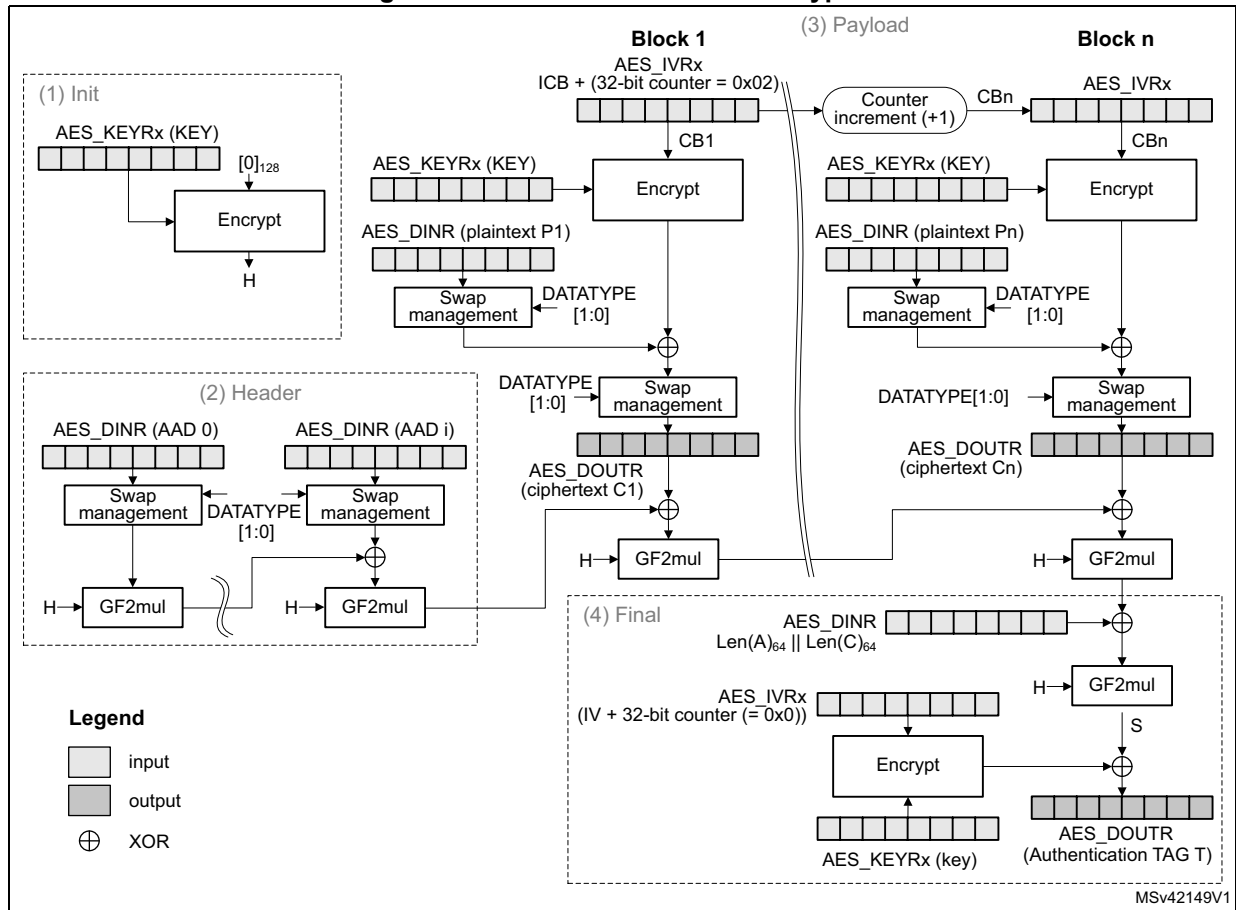 (3) Payload
Block 1
Block n
AES_IVRx
ICB + (32-bit counter = 0x02)
Counter
increment (+1)
CBn
AES_IVRx
CB1
CBn
(1) Init
AES_KEYRx (KEY)
[0]128
Encrypt
H
AES_KEYRx (KEY)
Encrypt
AES_KEYRx (KEY)
Encrypt
AES_DINR (plaintext P1)
Swap
management
DATATYPE
[1:0]
AES_DINR (plaintext Pn)
Swap
management
DATATYPE
[1:0]
DATATYPE
[1:0]
Swap
management
DATATYPE[1:0]
Swap
management
AES_DOUTR
(ciphertext C1)
AES_DOUTR
(ciphertext Cn)
(2) Header
AES_DINR (AAD 0)
AES_DINR (AAD i)
Swap
management
DATATYPE
[1:0]
Swap
management
H
GF2mul
H
GF2mul
H
GF2mul
H
GF2mul
(4) Final
AES_DINR
Len(A)64 || Len(C)64
H
GF2mul
AES_IVRx
(IV + 32-bit counter (= 0x0))
S
Encrypt
AES_KEYRx (key)
AES_DOUTR
(Authentication TAG T)
Legend
input
output
XOR
MSv42149V1